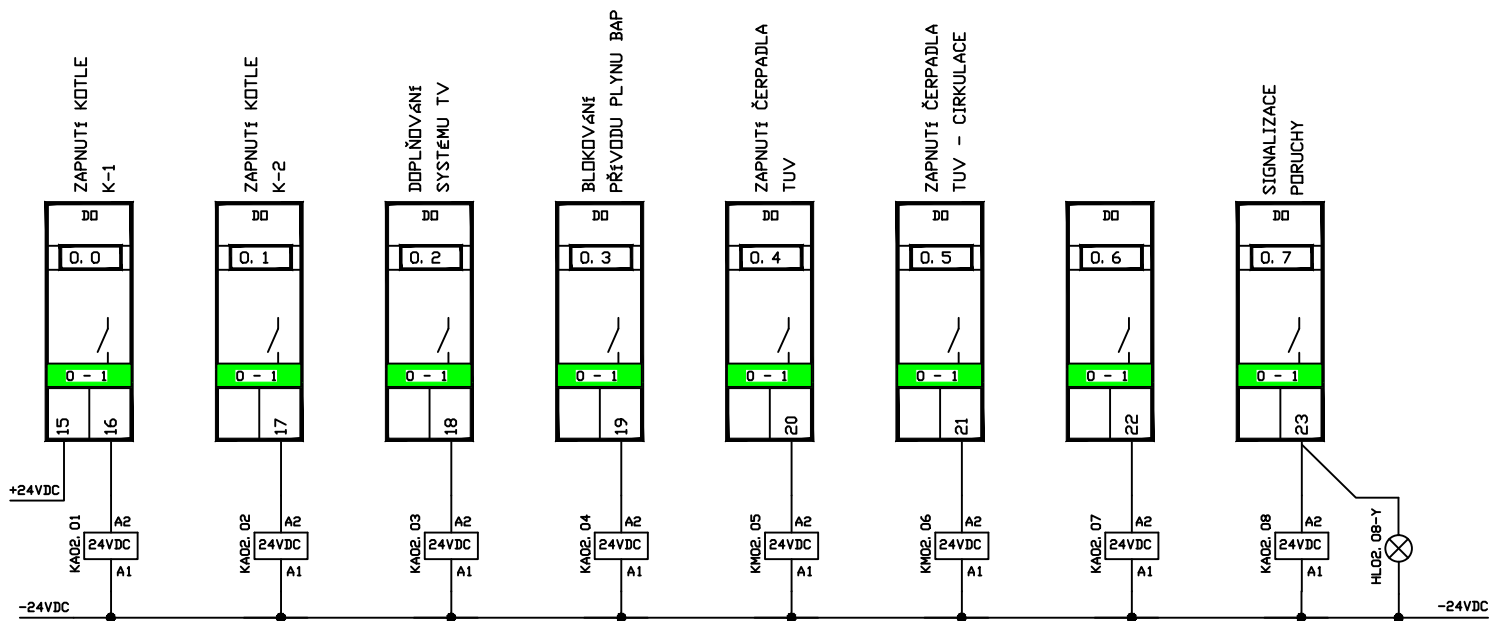 ZAPNUTÍ KOTLE
K-1
ZAPNUTÍ KOTLE
K-2
DOPLŇOVÁNÍ
SYSTÉMU TV
BLOKOVÁNÍ
PŘÍVODU PLYNU BAP
ZAPNUTÍ ČERPADLA
TUV
ZAPNUTÍ ČERPADLA
TUV - CIRKULACE
SIGNALIZACE
PORUCHY
DO DO DO DO DO DO DO
0.0 0.1 0.2 0.3 0.4 0.5 0.6 0.7
0 - 1 0 - 1 0 - 1 0 - 1 0 - 1 0 - 1 0 - 1 0 - 1
15 16 17 18 19 20 21 22 23
+24VDC
KA02.01 KA02.02 KA02.03 KA02.04 KM02.05 KM02.06 KA02.07 KA02.08 HL02.08-Y
A2 A2 A2 A2 A2 A2 A2 A2
24VDC 24VDC 24VDC 24VDC 24VDC 24VDC 24VDC 24VDC
A1 A1 A1 A1 A1 A1 A1 A1
-24VDC -24VDC